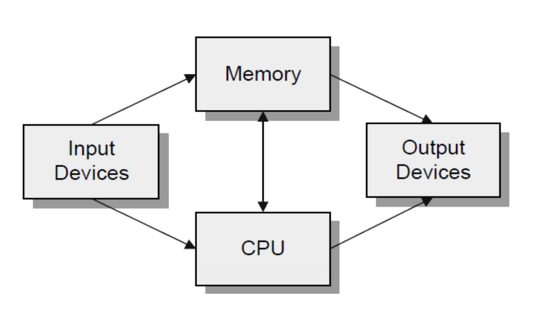 Memory
Input
Devices
Output
Devices
CPU